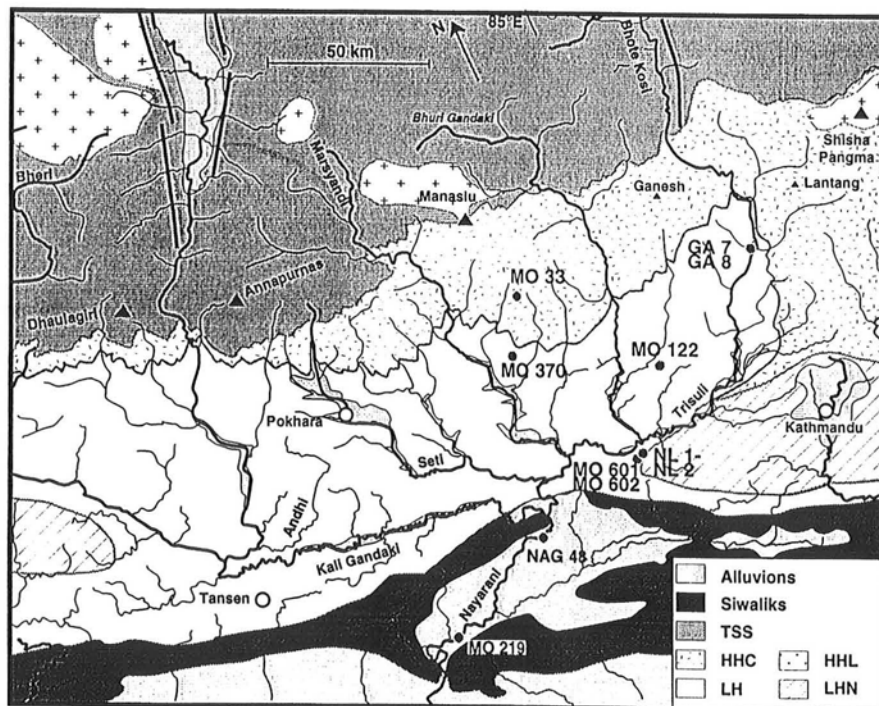 85°E
N
50 km
Bhote Kosi
Bhuri Gandaki
Marsyandi
Bheri
Shisha
Pangma
Manaslu
Ganesh
Lantang
GA 7
GA 8
MO 33
Annapurnas
Dhaulagiri
MO 370
MO 122
Trisuli
Pokhara
Kathmandu
Seti
NL 1-
NL 2
MO 601
MO 602
Andhi
Kali Gandaki
NAG 48
Nayarani
Tansen
MO 219
Alluvions
Siwaliks
TSS
HHC HHL
LH LHN